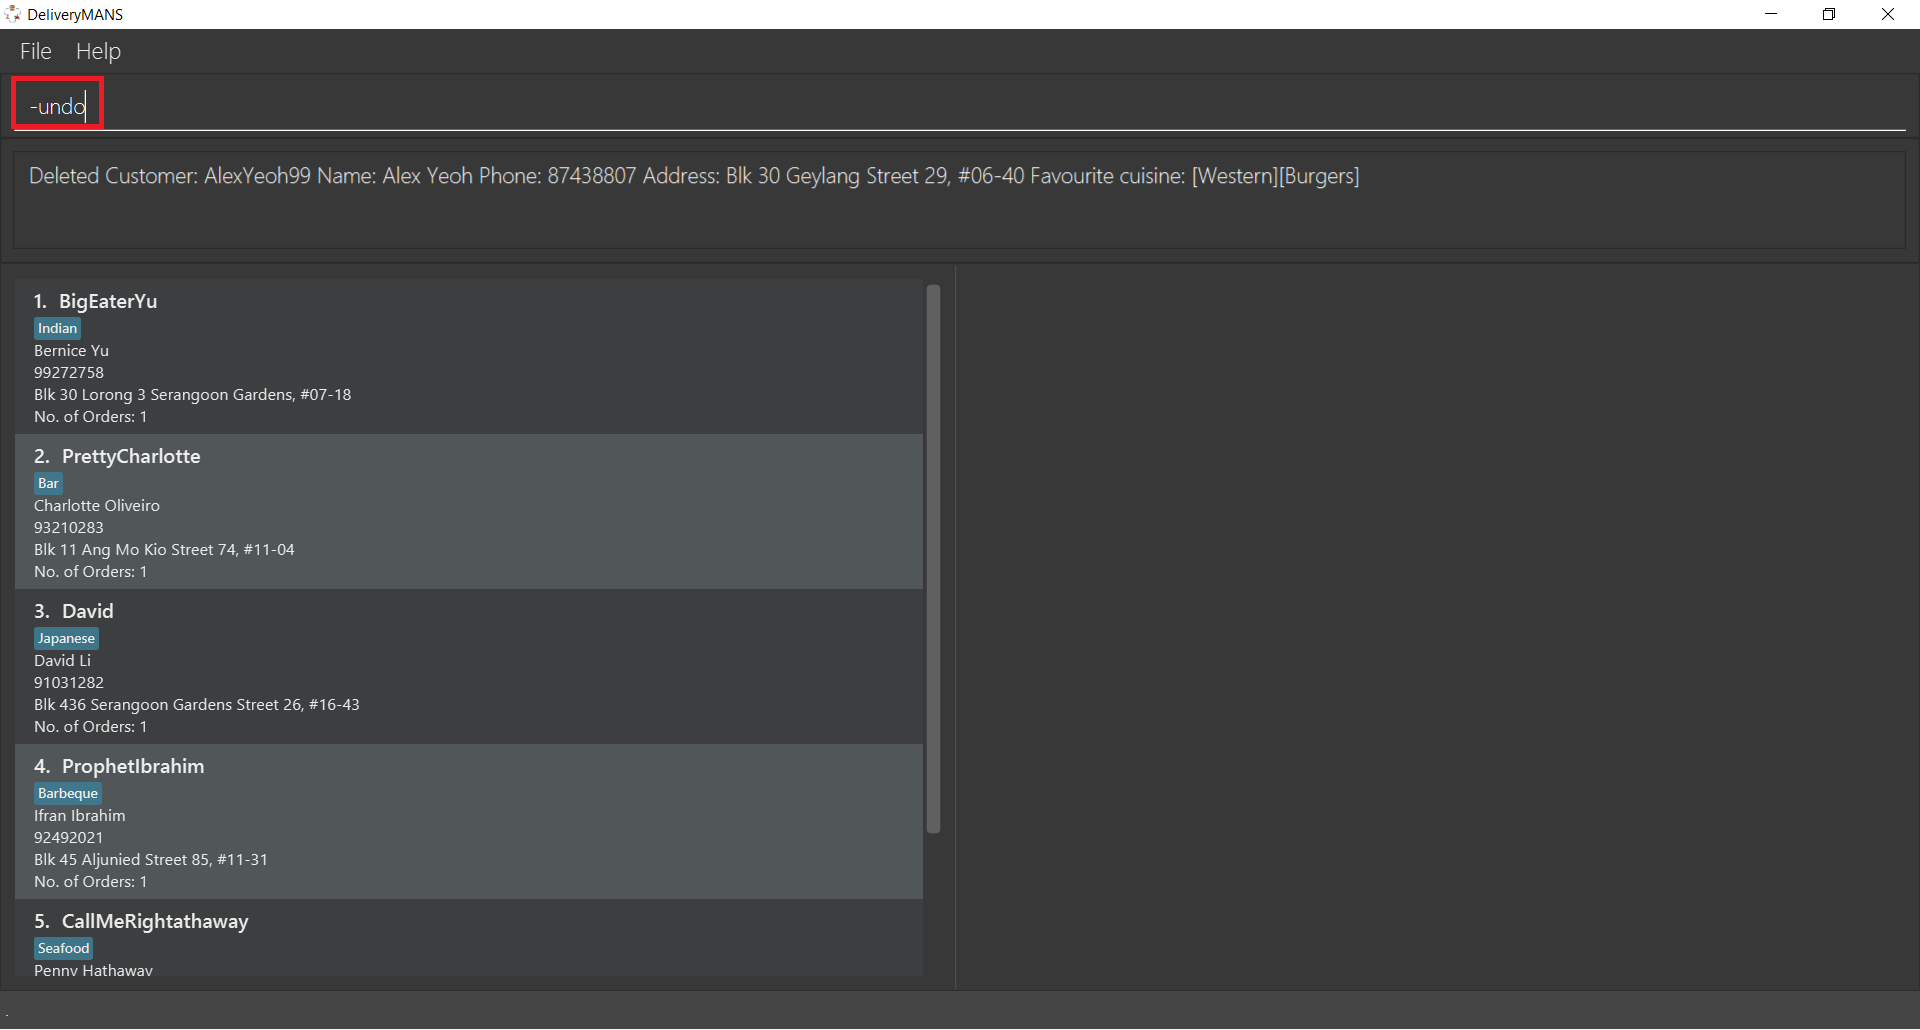 DeliveryMANS
File Help
-undo
Deleted Customer: AlexYeoh99 Name: Alex Yeoh Phone: 87438807 Address: Blk 30 Geylang Street 29, #06-40 Favourite cuisine: [Western][Burgers]
1. BigEaterYu
Indian
Bernice Yu
99272758
Blk 30 Lorong 3 Serangoon Gardens, #07-18
No. of Orders: 1
2. PrettyCharlotte
Bar
Charlotte Oliveiro
93210283
Blk 11 Ang Mo Kio Street 74, #11-04
No. of Orders: 1
3. David
Japanese
David Li
91031282
Blk 436 Serangoon Gardens Street 26, #16-43
No. of Orders: 1
4. ProphetIbrahim
Barbeque
Ifran Ibrahim
92492021
Blk 45 Aljunied Street 85, #11-31
No. of Orders: 1
5. CallMeRightathaway
Seafood
Penny Hathaway
.